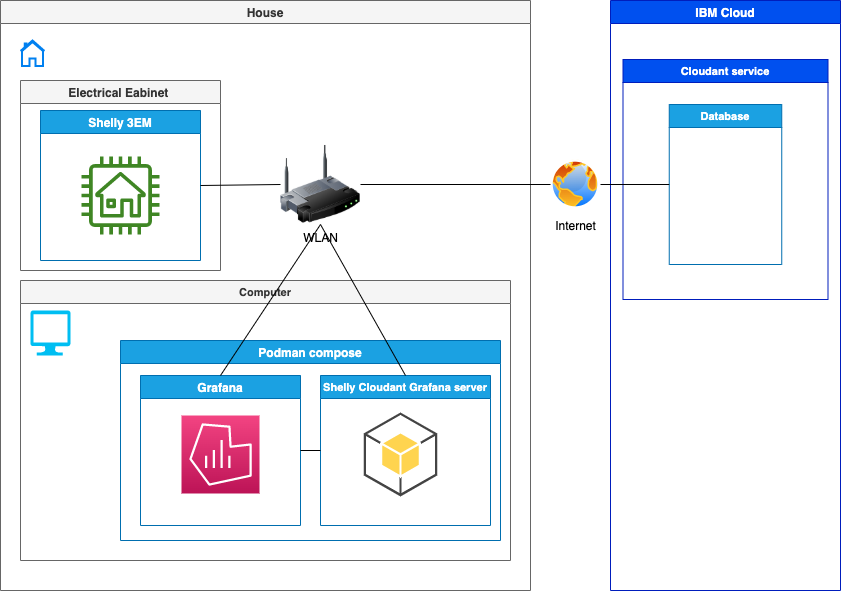 House
IBM Cloud
Cloudant service
Electrical Eabinet
Shelly 3EM
Database
Internet
WLAN
Computer
Podman compose
Grafana
Shelly Cloudant Grafana server